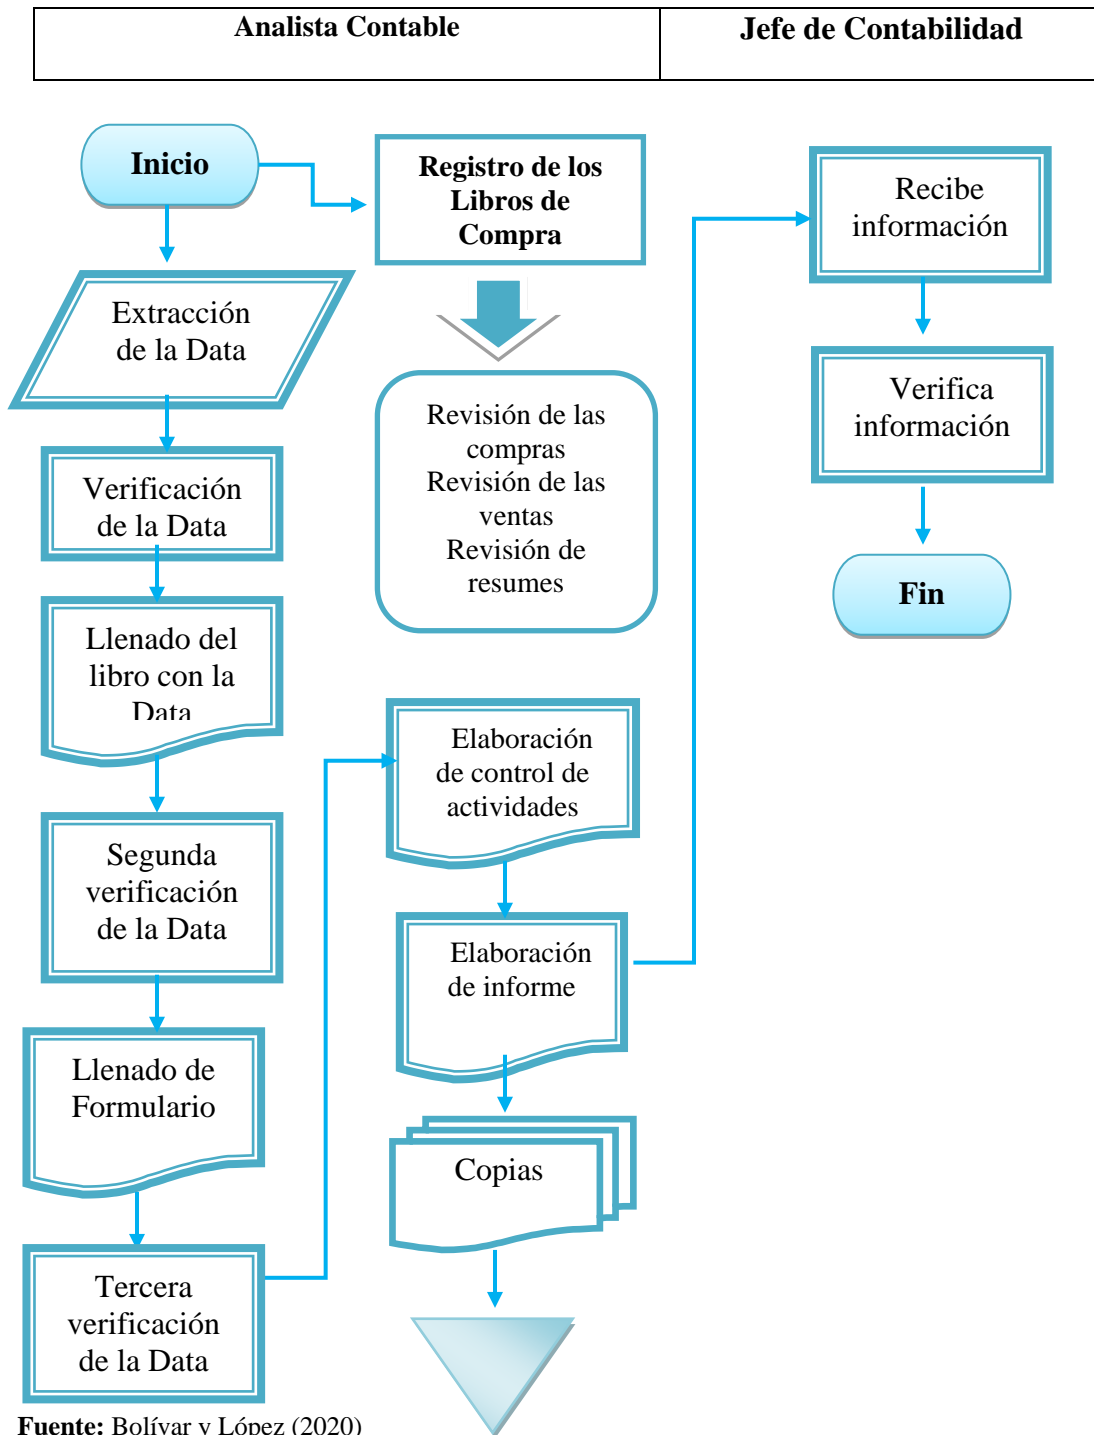 Analista Contable
Jefe de Contabilidad
Inicio
Extracción
de la Data
Verificación
de la Data
Llenado del
libro con la
Data
Segunda
verificación
de la Data
Llenado de
Formulario
Tercera
verificación
de la Data
Registro de los
Libros de
Compra
Revisión de las
compras
Revisión de las
ventas
Revisión de
resumes
Elaboración
de control de
actividades
Elaboración
de informe
Copias
Recibe
información
Verifica
información
Fin
Fuente: Bolívar y López (2020)